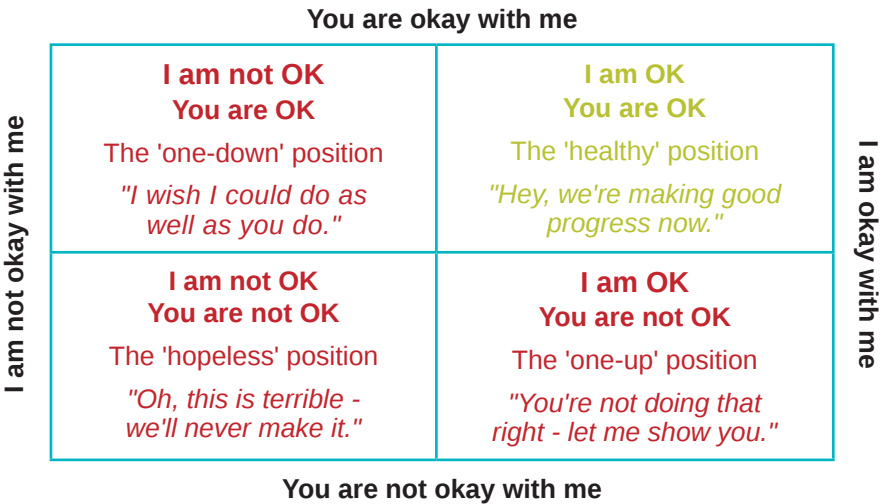 You are okay with me
I am not okay with me
I am not OK
You are OK
The 'one-down' position
"I wish I could do as
well as you do."
I am OK
You are OK
The 'healthy' position
"Hey, we're making good
progress now."
I am okay with me
I am not OK
You are not OK
The 'hopeless' position
"Oh, this is terrible -
we'll never make it."
I am OK
You are not OK
The 'one-up' position
"You're not doing that
right - let me show you."
You are not okay with me